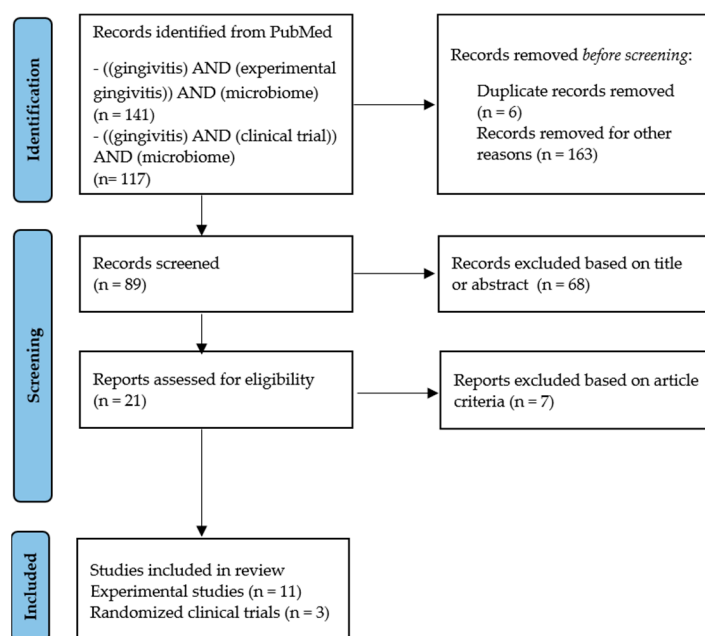 Identification
Records identified from PubMed
- ((gingivitis) AND (experimental
gingivitis)) AND (microbiome)
(n = 141)
- ((gingivitis) AND (clinical trial))
AND (microbiome)
(n= 117)
Records removed before screening:
Duplicate records removed
(n = 6)
Records removed for other
reasons (n = 163)
Screening
Records screened
(n = 89)
Records excluded based on title
or abstract (n = 68)
Reports assessed for eligibility
(n = 21)
Reports excluded based on article
criteria (n = 7)
Included
Studies included in review
Experimental studies (n = 11)
Randomized clinical trials (n = 3)